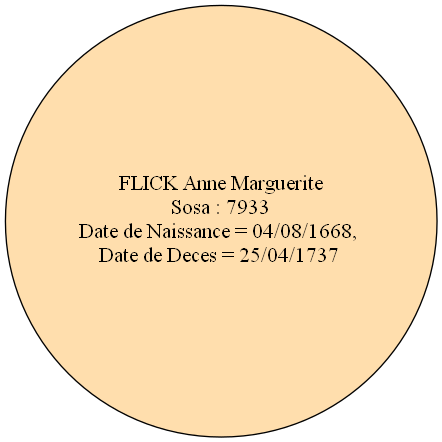 FLICK Anne Marguerite
Sosa : 7933
Date de Naissance = 04/08/1668,
Date de Deces = 25/04/1737